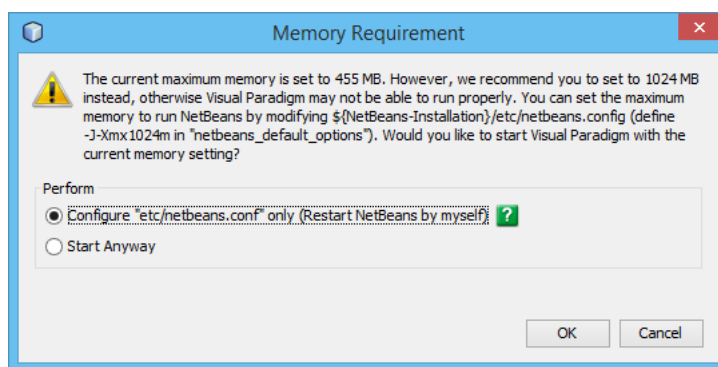 Memory Requirement
The current maximum memory is set to 455 MB. However, we recommend you to set to 1024 MB
instead, otherwise Visual Paradigm may not be able to run properly. You can set the maximum
memory to run NetBeans by modifying ${NetBeans-Installation}/etc/netbeans.config (define
-J-Xmx1024m in "netbeans_default_options"). Would you like to start Visual Paradigm with the
current memory setting?
Perform
Configure "etc/netbeans.conf" only (Restart NetBeans by myself) ?
Start Anyway
OK Cancel